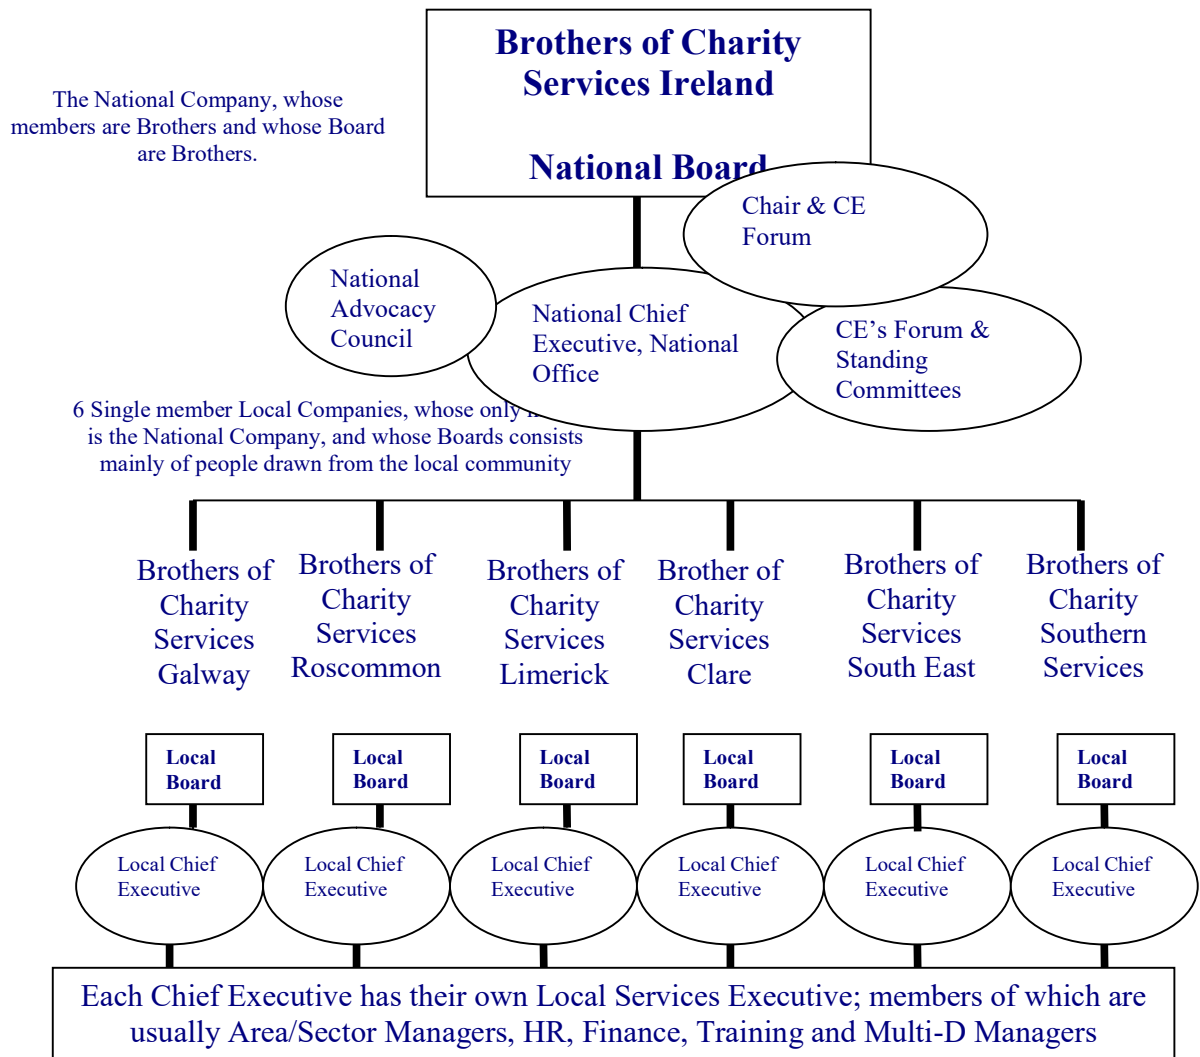 Brothers of Charity
Services Ireland
National Board
The National Company, whose
members are Brothers and whose Board
are Brothers.
Chair & CE
Forum
National
Advocacy
Council
National Chief
Executive, National
Office
CE’s Forum &
Standing
Committees
6 Single member Local Companies, whose only
is the National Company, and whose Boards consists
mainly of people drawn from the local community
Brothers of
Charity
Services
Galway
Brothers of
Charity
Services
Roscommon
Brothers of
Charity
Services
Limerick
Brother of
Charity
Services
Clare
Brothers of
Charity
Services
South East
Brothers of
Charity
Southern
Services
Local
Board
Local
Board
Local
Board
Local
Board
Local
Board
Local
Board
Local Chief
Executive
Local Chief
Executive
Local Chief
Executive
Local Chief
Executive
Local Chief
Executive
Local Chief
Executive
Each Chief Executive has their own Local Services Executive; members of which are
usually Area/Sector Managers, HR, Finance, Training and Multi-D Managers